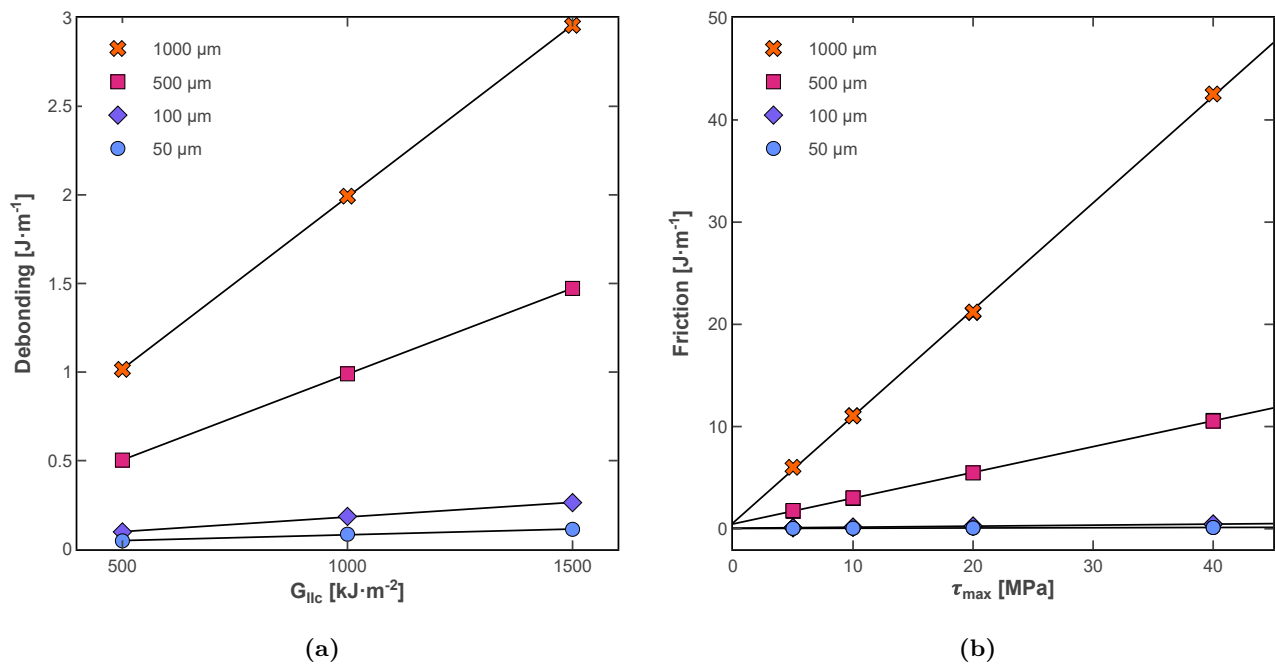 3
2.5
2
1.5
1
0.5
0
500
1000
1500
Debonding [J·m⁻¹]
G_IIc [kJ·m⁻²]
1000 µm
500 µm
100 µm
50 µm
(a)
50
40
30
20
10
0
0
10
20
30
40
Friction [J·m⁻¹]
τ_max [MPa]
1000 µm
500 µm
100 µm
50 µm
(b)